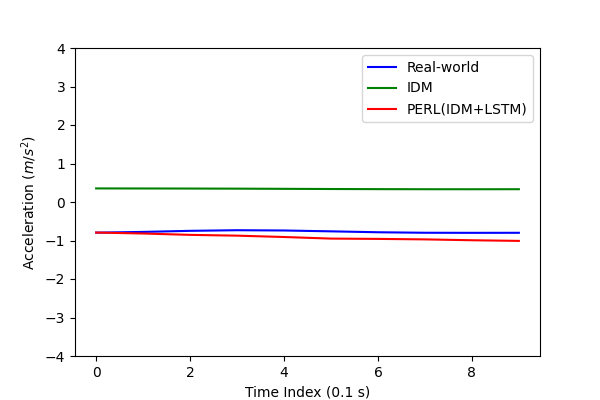 4
3
2
1
0
−1
−2
−3
−4
Acceleration (m/s²)
Real-world
IDM
PERL(IDM+LSTM)
0 2 4 6 8
Time Index (0.1 s)